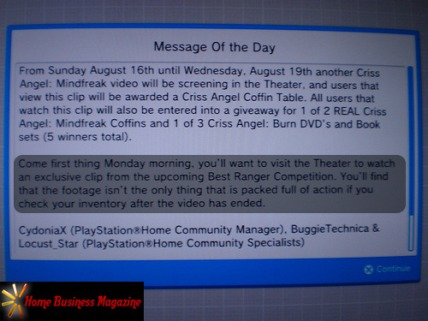 Message Of the Day
From Sunday August 16th until Wednesday, August 19th another Criss
Angel: Mindfreak video will be screening in the Theater, and users that
view this clip will be awarded a Criss Angel Coffin Table. All users that
watch this clip will also be entered into a giveaway for 1 of 2 REAL Criss
Angel: Mindfreak Coffins and 1 of 3 Criss Angel: Burn DVD's and Book
sets (5 winners total).
Come first thing Monday morning, you'll want to visit the Theater to watch
an exclusive clip from the upcoming Best Ranger Competition. You'll find
that the footage isn't the only thing that is packed full of action if you
check your inventory after the video has ended.
CydoniaX (PlayStation®Home Community Manager), BuggieTechnica &
Locust_Star (PlayStation®Home Community Specialists)
Continue
Home Business Magazine